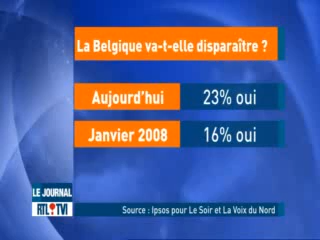 La Belgique va-t-elle disparaître ?
Aujourd'hui 23% oui
Janvier 2008 16% oui
LE JOURNAL
RTL TVI
Source : Ipsos pour Le Soir et La Voix du Nord